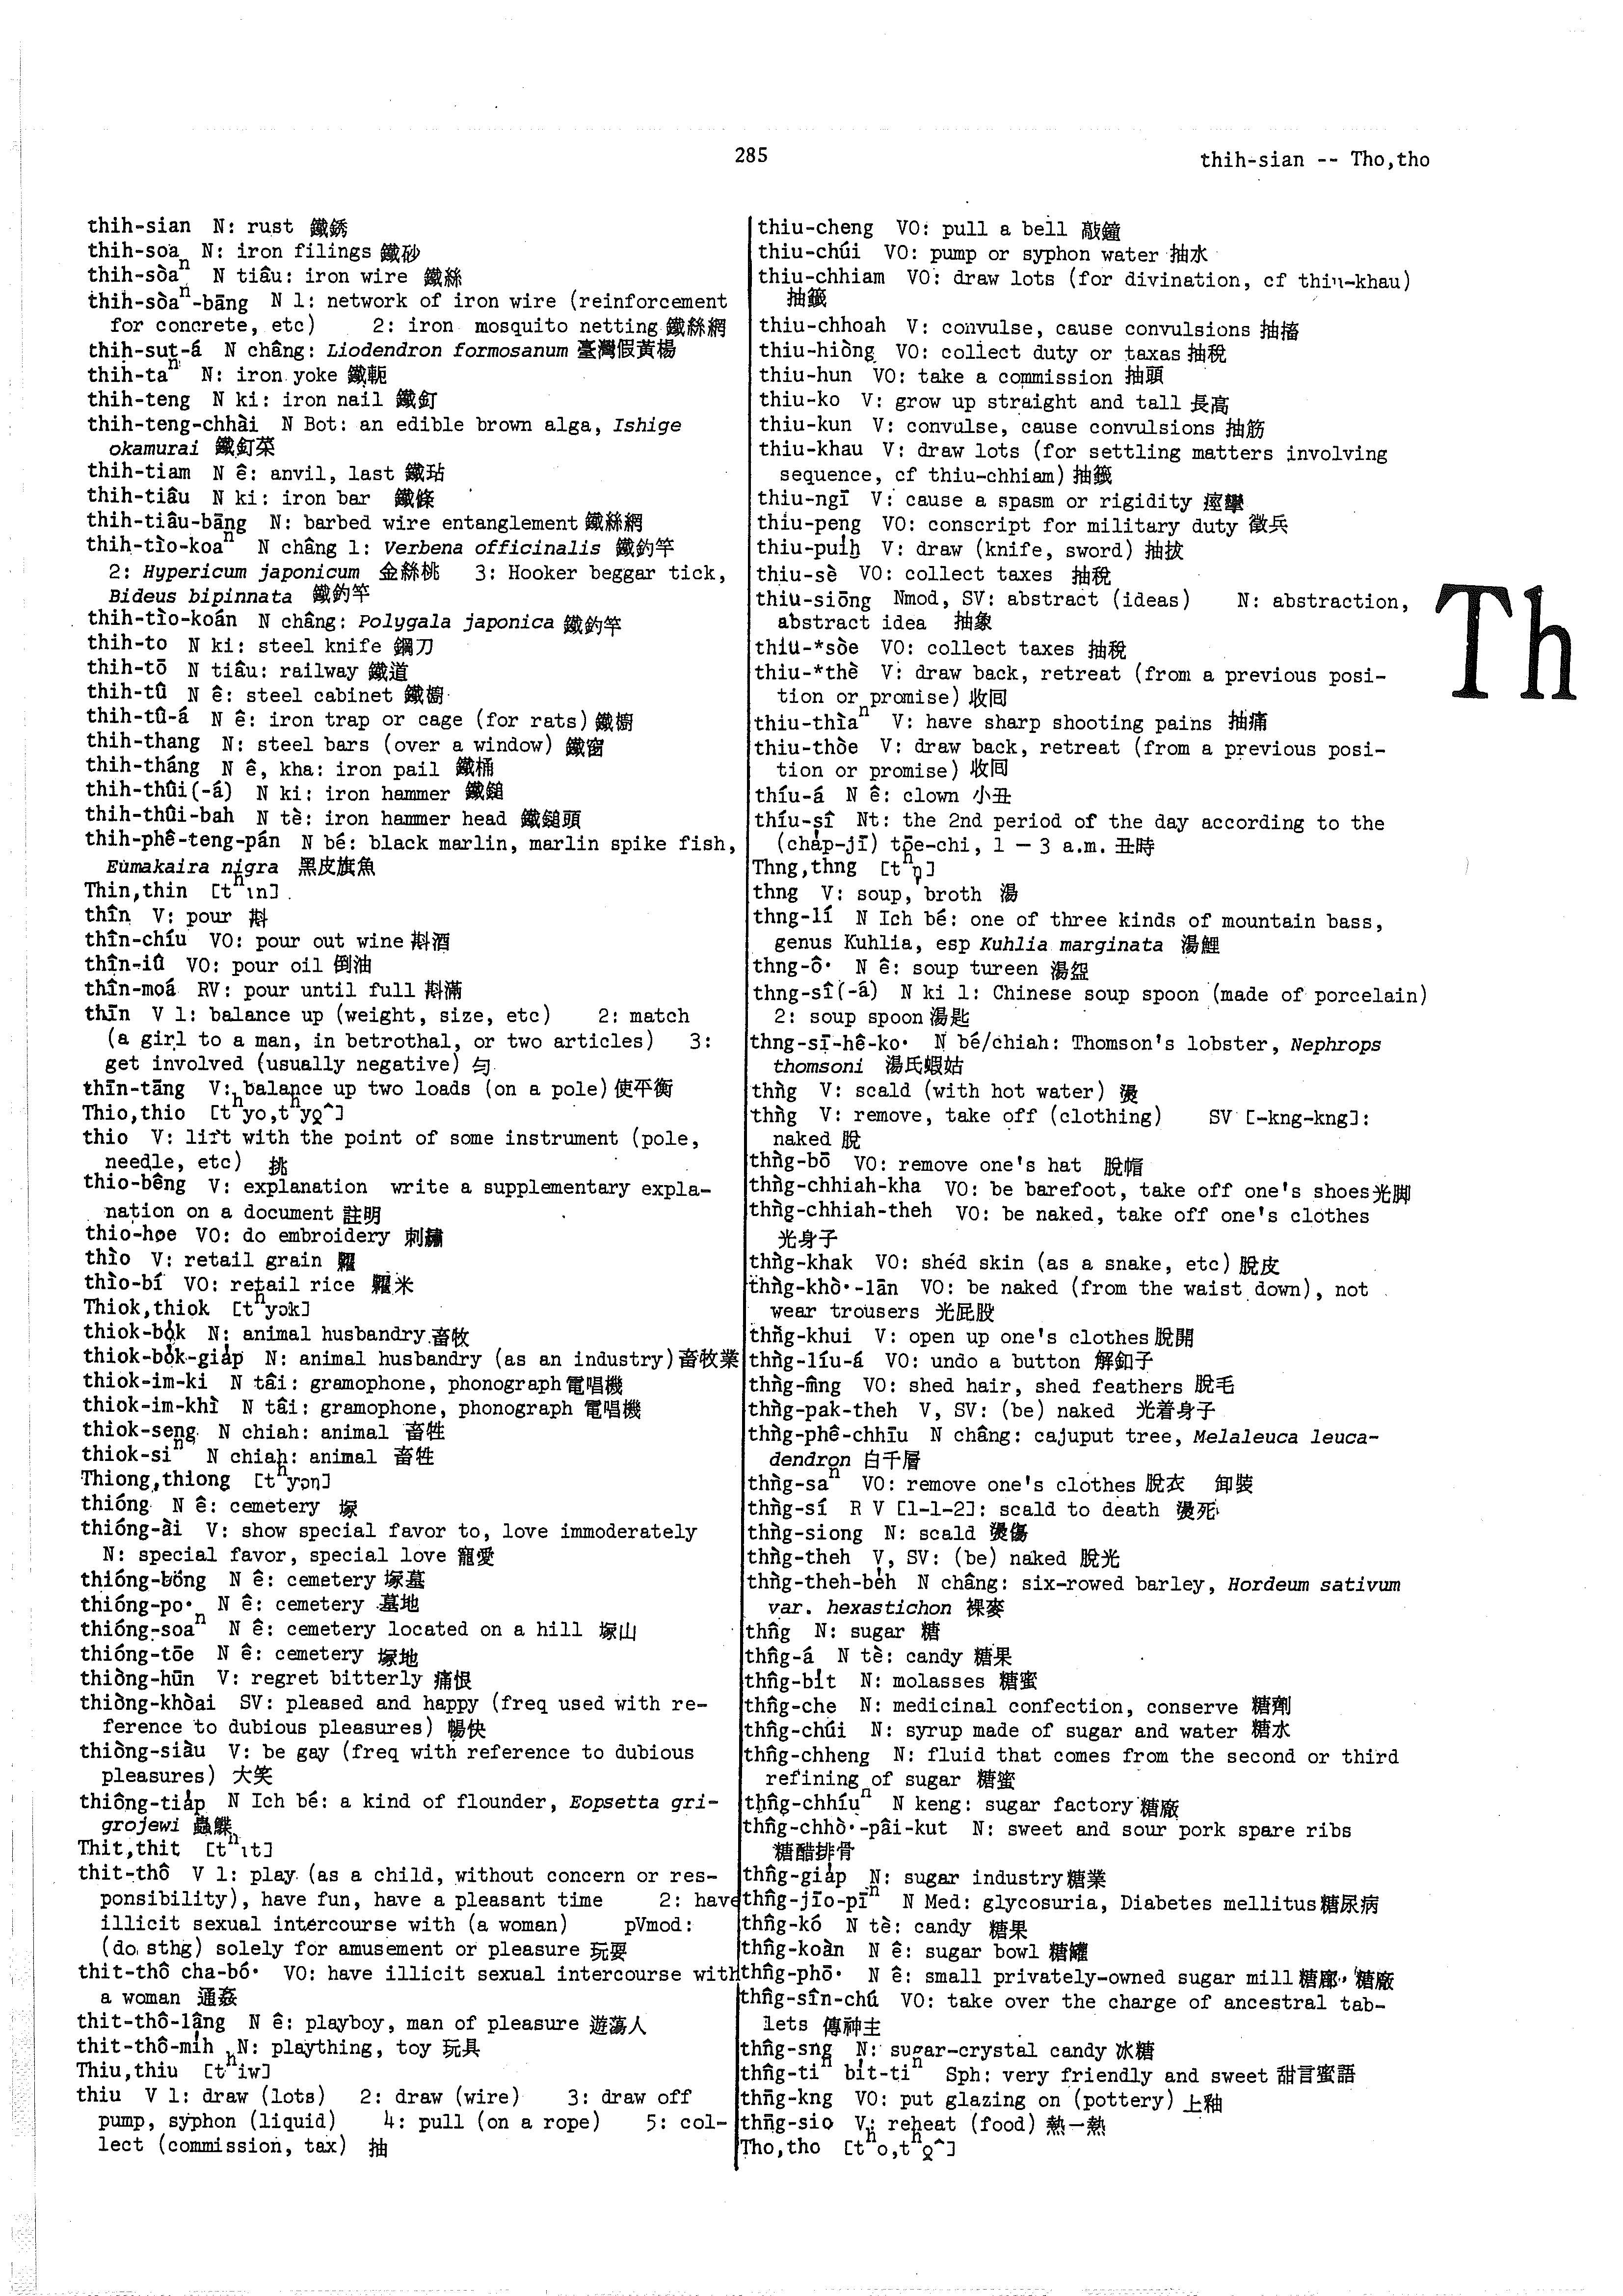 285
thih-sian -- Tho,tho
thih-sian N: rust 鐵銹
thih-soa N: iron filings 鐵砂
thih-sòaⁿ N tiâu: iron wire 鐵絲
thih-sòaⁿ-bāng N 1: network of iron wire (reinforcement
for concrete, etc) 2: iron mosquito netting 鐵絲網
thih-sut-á N châng: Liodendron formosanum 臺灣假黃楊
thih-taⁿ N: iron yoke 鐵軛
thih-teng N ki: iron nail 鐵釘
thih-teng-chhài N Bot: an edible brown alga, Ishige
okamurai 鐵釘菜
thih-tiam N ê: anvil, last 鐵玷
thih-tiâu N ki: iron bar 鐵條
thih-tiâu-bāng N: barbed wire entanglement 鐵絲網
thih-tìo-koaⁿ N châng 1: Verbena officinalis 鐵釣竿
2: Hypericum japonicum 金絲桃 3: Hooker beggar tick,
Bideus bipinnata 鐵釣竿
thih-tìo-koán N châng: Polygala japonica 鐵釣竿
thih-to N ki: steel knife 鋼刀
thih-tō N tiâu: railway 鐵道
thih-tû N ê: steel cabinet 鐵櫥
thih-tû-á N ê: iron trap or cage (for rats) 鐵櫥
thih-thang N: steel bars (over a window) 鐵窗
thih-tháng N ê, kha: iron pail 鐵桶
thih-thûi(-á) N ki: iron hammer 鐵鎚
thih-thûi-bah N tè: iron hammer head 鐵鎚頭
thih-phê-teng-pán N bé: black marlin, marlin spike fish,
Eumakaira nigra 黑皮旗魚
Thin,thin [tʰɪn]
thîn V: pour 斟
thîn-chíu VO: pour out wine 斟酒
thîn-iû VO: pour oil 倒油
thîn-moá RV: pour until full 斟滿
thīn V 1: balance up (weight, size, etc) 2: match
(a girl to a man, in betrothal, or two articles) 3:
get involved (usually negative) 匀
thīn-tāng V: balance up two loads (on a pole) 使平衡
Thio,thio [tʰyo,tʰyo̤^]
thio V: lift with the point of some instrument (pole,
needle, etc) 挑
thio-bêng V: explanation write a supplementary expla-
nation on a document 註明
thio-hoe VO: do embroidery 刺繡
thìo V: retail grain 糶
thìo-bí VO: retail rice 糶米
Thiok,thiok [tʰyɔk]
thiok-bo̍k N: animal husbandry 畜牧
thiok-bo̍k-gia̍p N: animal husbandry (as an industry) 畜牧業
thiok-im-ki N tâi: gramophone, phonograph 電唱機
thiok-im-khì N tâi: gramophone, phonograph 電唱機
thiok-seng N chiah: animal 畜牲
thiok-siⁿ N chiah: animal 畜牲
Thiong,thiong [tʰyɔŋ]
thióng N ê: cemetery 塚
thióng-ài V: show special favor to, love immoderately
N: special favor, special love 寵愛
thióng-bōng N ê: cemetery 塚墓
thióng-po· N ê: cemetery 墓地
thióng-soaⁿ N ê: cemetery located on a hill 塚山
thióng-tōe N ê: cemetery 塚地
thiòng-hūn V: regret bitterly 痛恨
thiòng-khòai SV: pleased and happy (freq used with re-
ference to dubious pleasures) 暢快
thiòng-siàu V: be gay (freq with reference to dubious
pleasures) 大笑
thiông-tia̍p N Ich bé: a kind of flounder, Eopsetta gri-
grojewi 蟲鰈
Thit,thit [tʰɪt]
thit-thô V 1: play (as a child, without concern or res-
ponsibility), have fun, have a pleasant time 2: have
illicit sexual intercourse with (a woman) pVmod:
(do sthg) solely for amusement or pleasure 玩耍
thit-thô cha-bó· VO: have illicit sexual intercourse with
a woman 通姦
thit-thô-lâng N ê: playboy, man of pleasure 遊蕩人
thit-thô-mi̍h N: plaything, toy 玩具
Thiu,thiu [tʰiw]
thiu V 1: draw (lots) 2: draw (wire) 3: draw off
pump, syphon (liquid) 4: pull (on a rope) 5: col-
lect (commission, tax) 抽
thiu-cheng VO: pull a bell 敲鐘
thiu-chúi VO: pump or syphon water 抽水
thiu-chhiam VO: draw lots (for divination, cf thiu-khau)
抽籤
thiu-chhoah V: convulse, cause convulsions 抽搐
thiu-hiòng VO: collect duty or taxas 抽稅
thiu-hun VO: take a commission 抽頭
thiu-ko V: grow up straight and tall 長高
thiu-kun V: convulse, cause convulsions 抽筋
thiu-khau V: draw lots (for settling matters involving
sequence, cf thiu-chhiam) 抽籤
thiu-ngī V: cause a spasm or rigidity 痙攣
thiu-peng VO: conscript for military duty 徵兵
thiu-pui̍h V: draw (knife, sword) 抽拔
thiu-sè VO: collect taxes 抽稅
thiu-siōng Nmod, SV: abstract (ideas) N: abstraction,
abstract idea 抽象
thiu-*sòe VO: collect taxes 抽稅
thiu-*thè V: draw back, retreat (from a previous posi-
tion or promise) 收回
thiu-thìaⁿ V: have sharp shooting pains 抽痛
thiu-thòe V: draw back, retreat (from a previous posi-
tion or promise) 收回
thíu-á N ê: clown 小丑
thíu-sî Nt: the 2nd period of the day according to the
(cha̍p-jī) tōe-chi, 1 — 3 a.m. 丑時
Thng,thng [tʰŋ̩]
thng V: soup, broth 湯
thng-lí N Ich bé: one of three kinds of mountain bass,
genus Kuhlia, esp Kuhlia marginata 湯鯉
thng-ô· N ê: soup tureen 湯𥁢
thng-sî(-á) N ki 1: Chinese soup spoon (made of porcelain)
2: soup spoon 湯匙
thng-sī-hê-ko· N bé/chiah: Thomson's lobster, Nephrops
thomsoni 湯氏蝦姑
thǹg V: scald (with hot water) 燙
thǹg V: remove, take off (clothing) SV [-kng-kng]:
naked 脫
thǹg-bō VO: remove one's hat 脫帽
thǹg-chhiah-kha VO: be barefoot, take off one's shoes 光脚
thǹg-chhiah-theh VO: be naked, take off one's clothes
光身子
thǹg-khak VO: shed skin (as a snake, etc) 脫皮
thǹg-khò·-lān VO: be naked (from the waist down), not
wear trousers 光屁股
thǹg-khui V: open up one's clothes 脫開
thǹg-líu-á VO: undo a button 解釦子
thǹg-mn̂g VO: shed hair, shed feathers 脫毛
thǹg-pak-theh V, SV: (be) naked 光着身子
thǹg-phê-chhīu N châng: cajuput tree, Melaleuca leuca-
dendron 白千層
thǹg-saⁿ VO: remove one's clothes 脫衣 卸裝
thǹg-sí R V [1-1-2]: scald to death 燙死
thǹg-siong N: scald 燙傷
thǹg-theh V, SV: (be) naked 脫光
thǹg-theh-be̍h N châng: six-rowed barley, Hordeum sativum
var. hexastichon 裸麥
thn̂g N: sugar 糖
thn̂g-á N tè: candy 糖果
thn̂g-bi̍t N: molasses 糖蜜
thn̂g-che N: medicinal confection, conserve 糖劑
thn̂g-chúi N: syrup made of sugar and water 糖水
thn̂g-chheng N: fluid that comes from the second or third
refining of sugar 糖蜜
thn̂g-chhíuⁿ N keng: sugar factory 糖廠
thn̂g-chhò·-pâi-kut N: sweet and sour pork spare ribs
糖醋排骨
thn̂g-gia̍p N: sugar industry 糖業
thn̂g-jīo-pīⁿ N Med: glycosuria, Diabetes mellitus 糖尿病
thn̂g-kó N tè: candy 糖果
thn̂g-koàn N ê: sugar bowl 糖罐
thn̂g-phō· N ê: small privately-owned sugar mill 糖廍, 糖廠
thn̂g-sîn-chú VO: take over the charge of ancestral tab-
lets 傳神主
thn̂g-sng N: sugar-crystal candy 冰糖
thn̂g-tiⁿ bi̍t-tiⁿ Sph: very friendly and sweet 甜言蜜語
thn̄g-kng VO: put glazing on (pottery) 上釉
thn̄g-sio V: reheat (food) 熱一熱
Tho,tho [tʰo,tʰo̤^]
Th